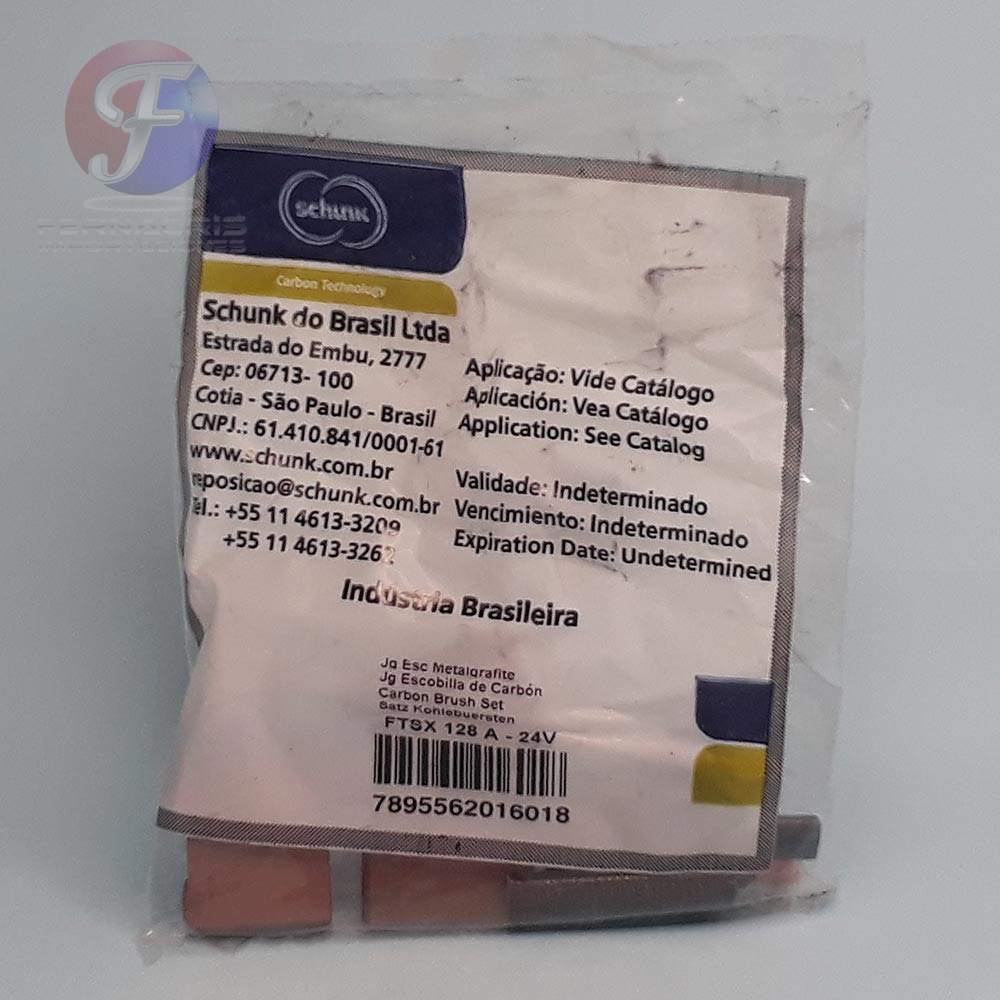 schunk
Carbon Technology
Schunk do Brasil Ltda
Estrada do Embu, 2777
Cep: 06713- 100
Cotia - São Paulo - Brasil
CNPJ.: 61.410.841/0001-61
www.schunk.com.br
reposicao@schunk.com.br
Tel.: +55 11 4613-3209
+55 11 4613-3262
Aplicação: Vide Catálogo
Aplicación: Vea Catálogo
Application: See Catalog
Validade: Indeterminado
Vencimiento: Indeterminado
Expiration Date: Undetermined
Indústria Brasileira
Jg Esc Metalgrafite
Jg Escobilla de Carbón
Carbon Brush Set
Satz Kohlebuersten
FTSX 128 A - 24V
7895562016018